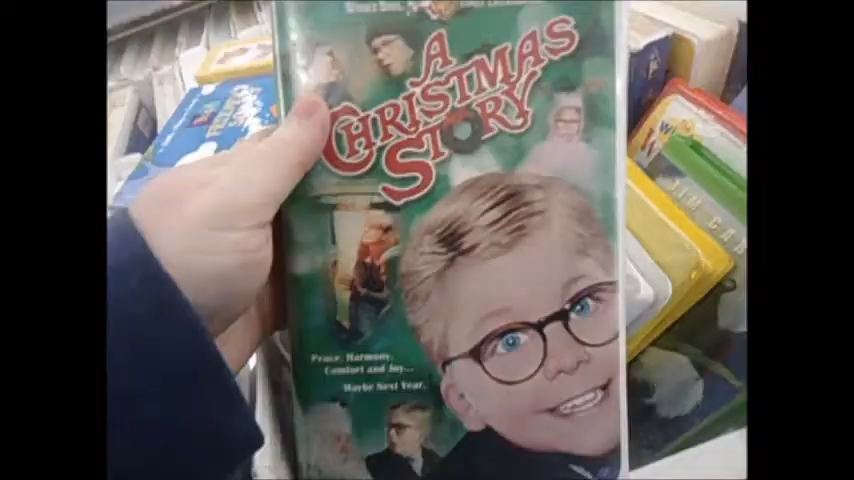 A
CHRISTMAS
STORY
Peace, Harmony,
Comfort and Joy...
Maybe Next Year.
JIM CAR